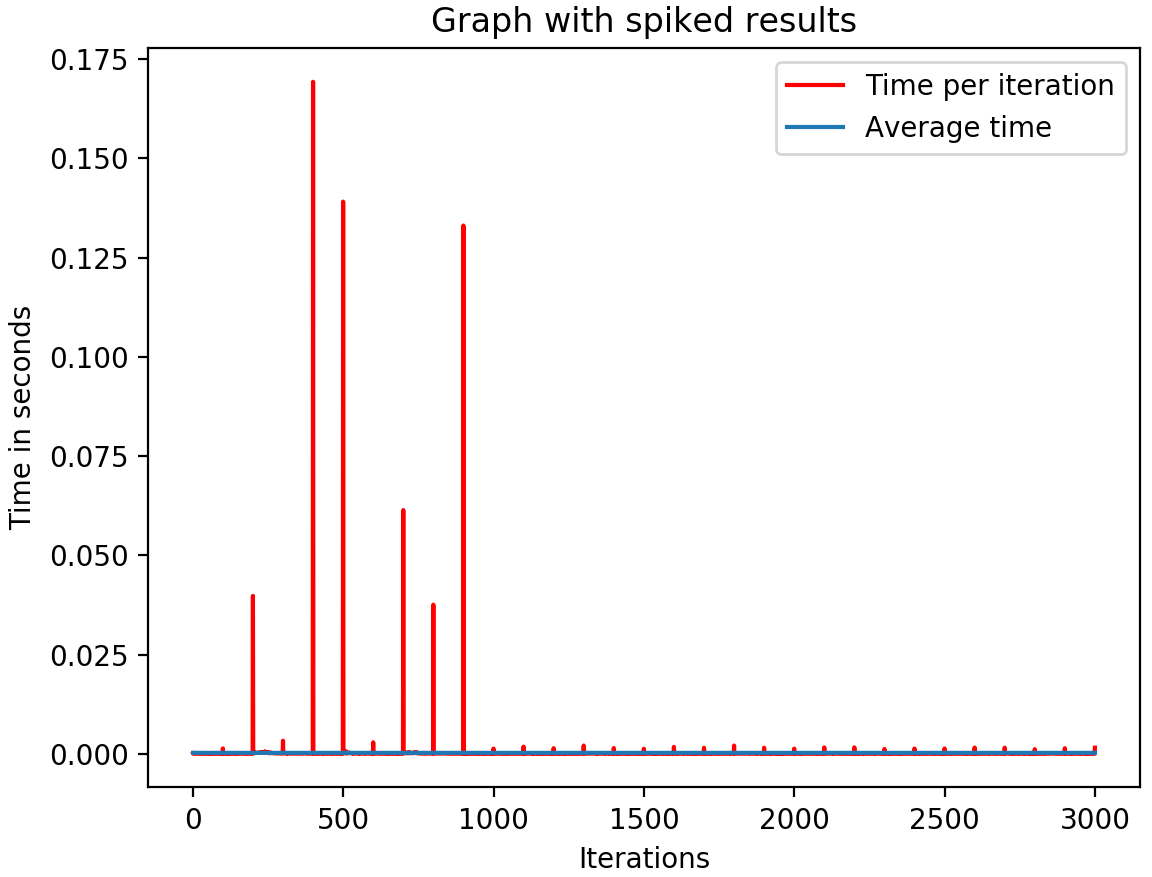 Graph with spiked results
Time per iteration
Average time
Time in seconds
0.175
0.150
0.125
0.100
0.075
0.050
0.025
0.000
0 500 1000 1500 2000 2500 3000
Iterations